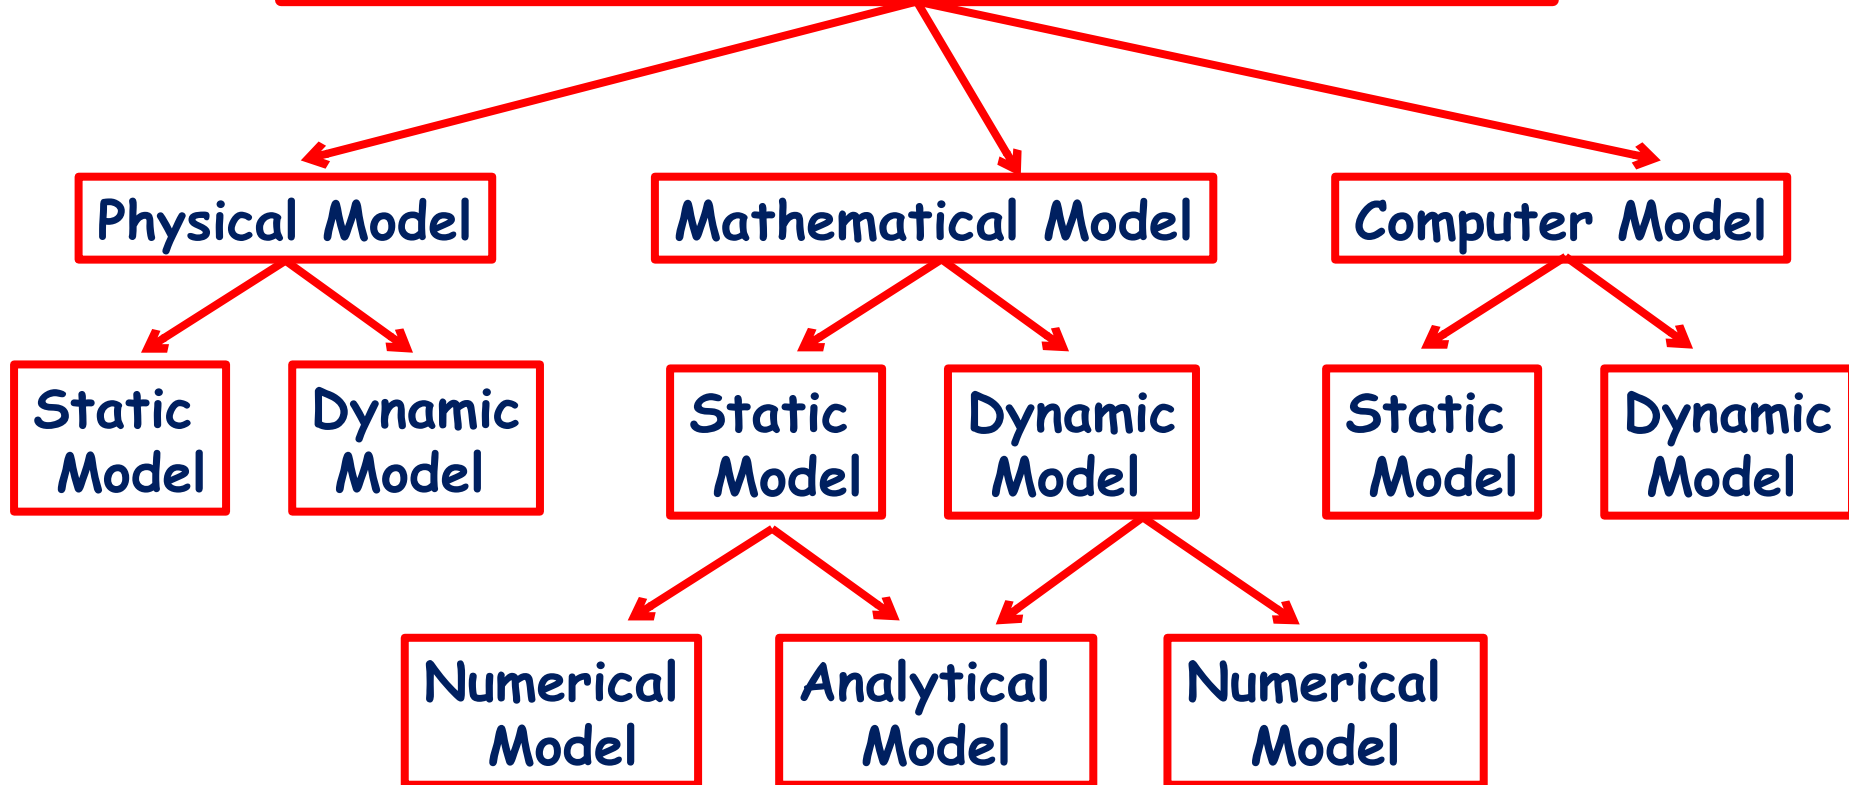 Physical Model
Mathematical Model
Computer Model
Static
Model
Dynamic
Model
Static
Model
Dynamic
Model
Static
Model
Dynamic
Model
Numerical
Model
Analytical
Model
Numerical
Model